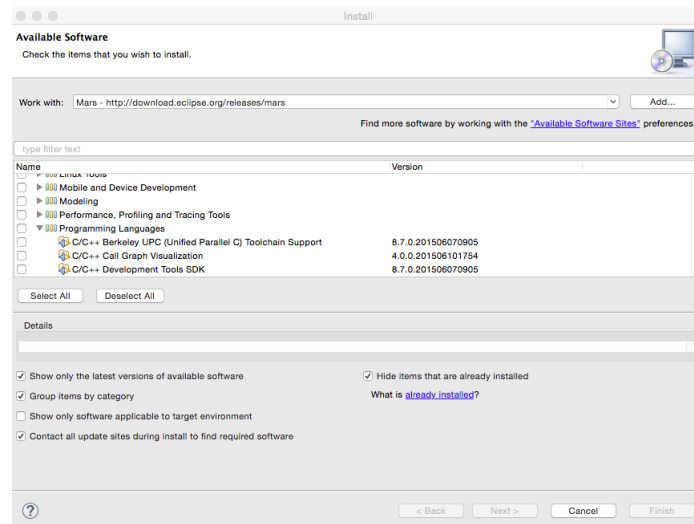 Install
Available Software
Check the items that you wish to install.
Work with: Mars - http://download.eclipse.org/releases/mars Add...
Find more software by working with the "Available Software Sites" preferences
type filter text
Name Version
Linux Tools
Mobile and Device Development
Modeling
Performance, Profiling and Tracing Tools
Programming Languages
C/C++ Berkeley UPC (Unified Parallel C) Toolchain Support 8.7.0.201506070905
C/C++ Call Graph Visualization 4.0.0.201506101754
C/C++ Development Tools SDK 8.7.0.201506070905
Select All Deselect All
Details
Show only the latest versions of available software Hide items that are already installed
Group items by category What is already installed?
Show only software applicable to target environment
Contact all update sites during install to find required software
? < Back Next > Cancel Finish